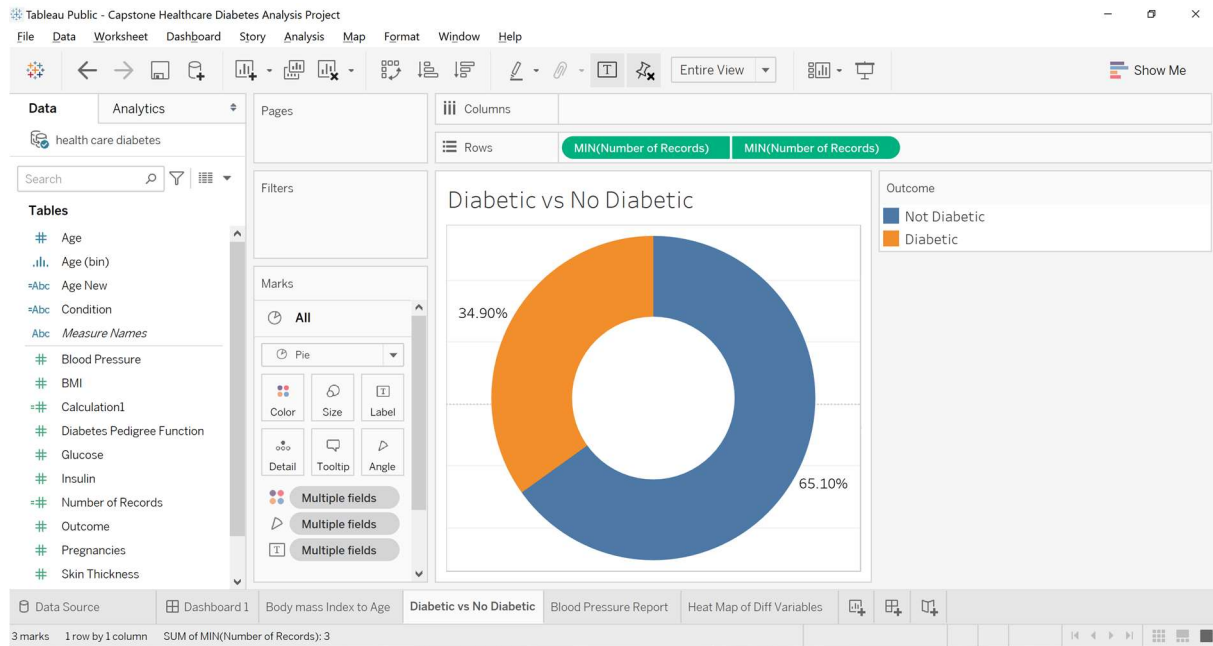 Tableau Public - Capstone Healthcare Diabetes Analysis Project
File Data Worksheet Dashboard Story Analysis Map Format Window Help
Entire View
Show Me
Data Analytics
health care diabetes
Search
Tables
# Age
Age (bin)
=Abc Age New
=Abc Condition
Abc Measure Names
# Blood Pressure
# BMI
=# Calculation1
# Diabetes Pedigree Function
# Glucose
# Insulin
=# Number of Records
# Outcome
# Pregnancies
# Skin Thickness
Pages
Filters
Marks
All
Pie
Color Size Label
Detail Tooltip Angle
Multiple fields
Multiple fields
Multiple fields
Columns
Rows MIN(Number of Records) MIN(Number of Records)
Diabetic vs No Diabetic
34.90%
65.10%
Outcome
Not Diabetic
Diabetic
Data Source Dashboard 1 Body mass Index to Age Diabetic vs No Diabetic Blood Pressure Report Heat Map of Diff Variables
3 marks 1 row by 1 column SUM of MIN(Number of Records): 3